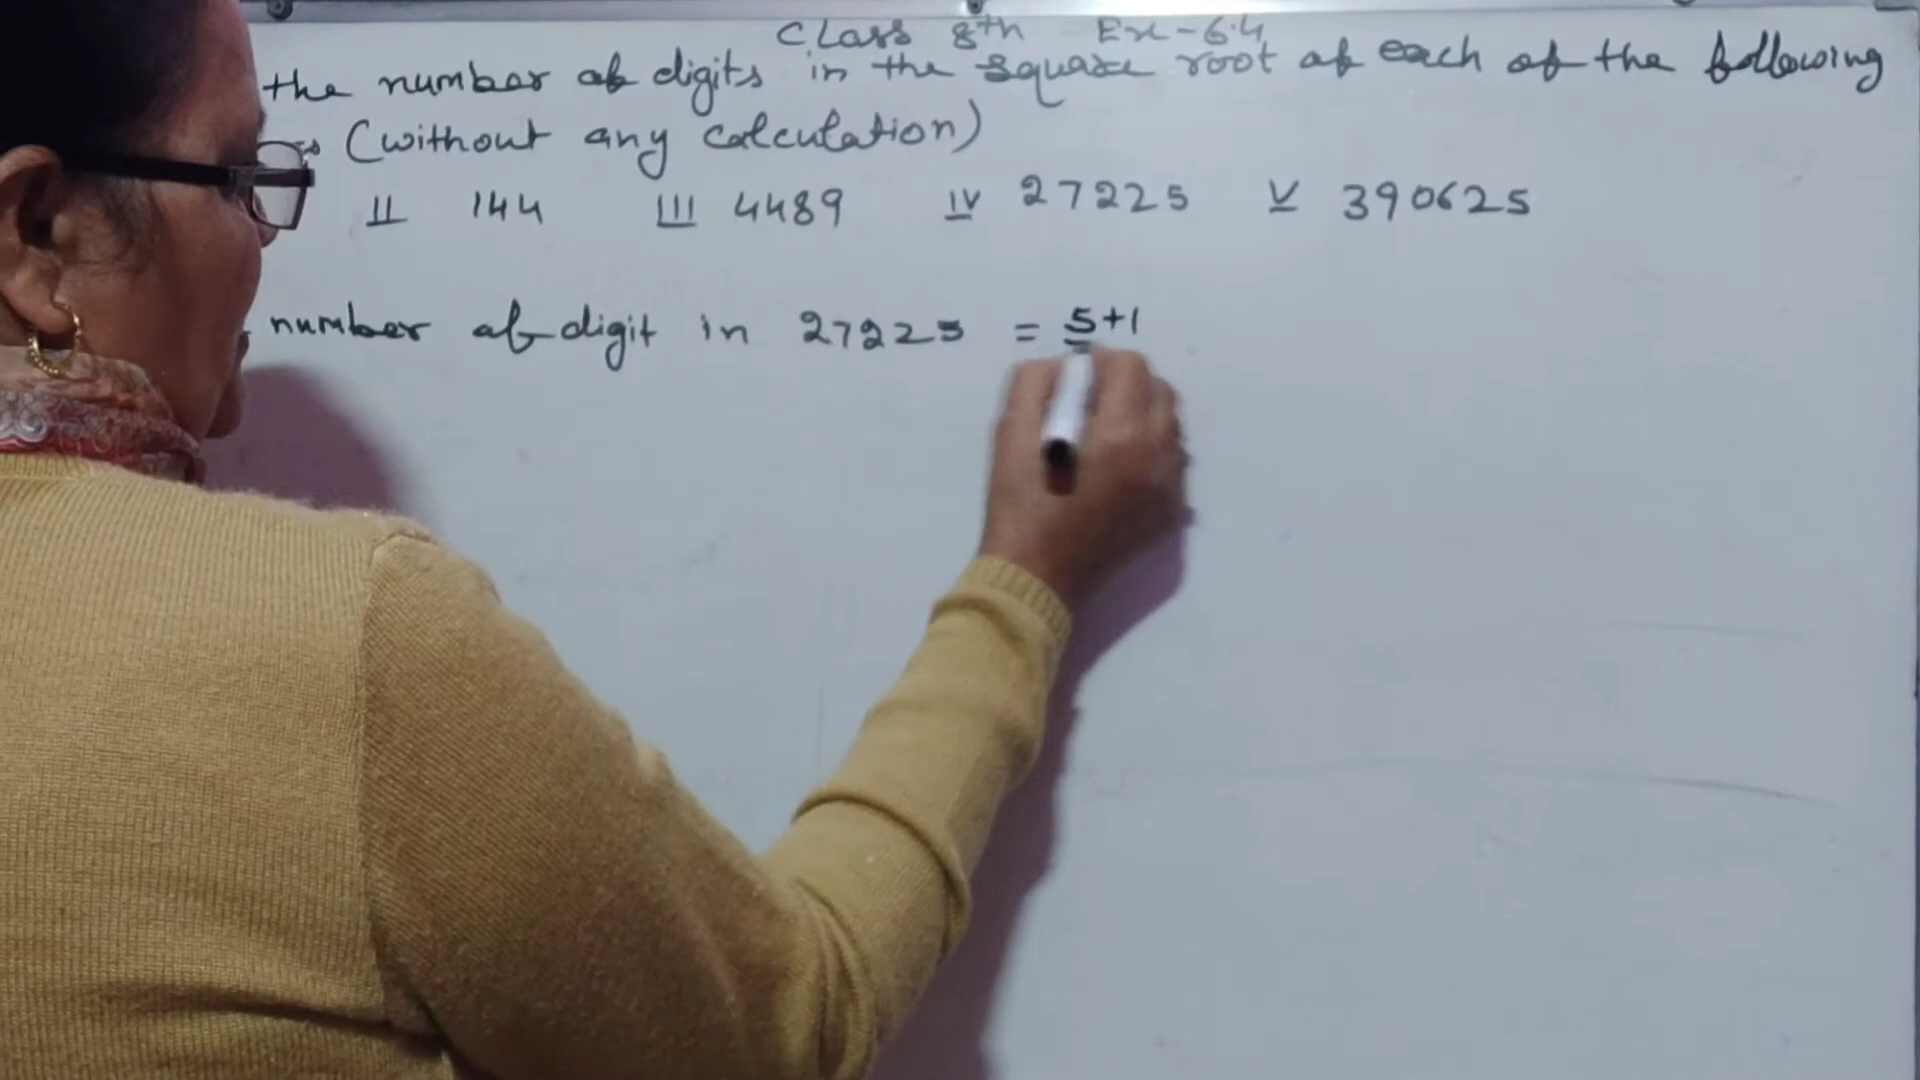 Class 8th Ex-6.4
the number of digits in the square root of each of the following
(without any calculation)
II 144 III 4489 IV 27225 V 390625
number of digit in 27225 = 5+1